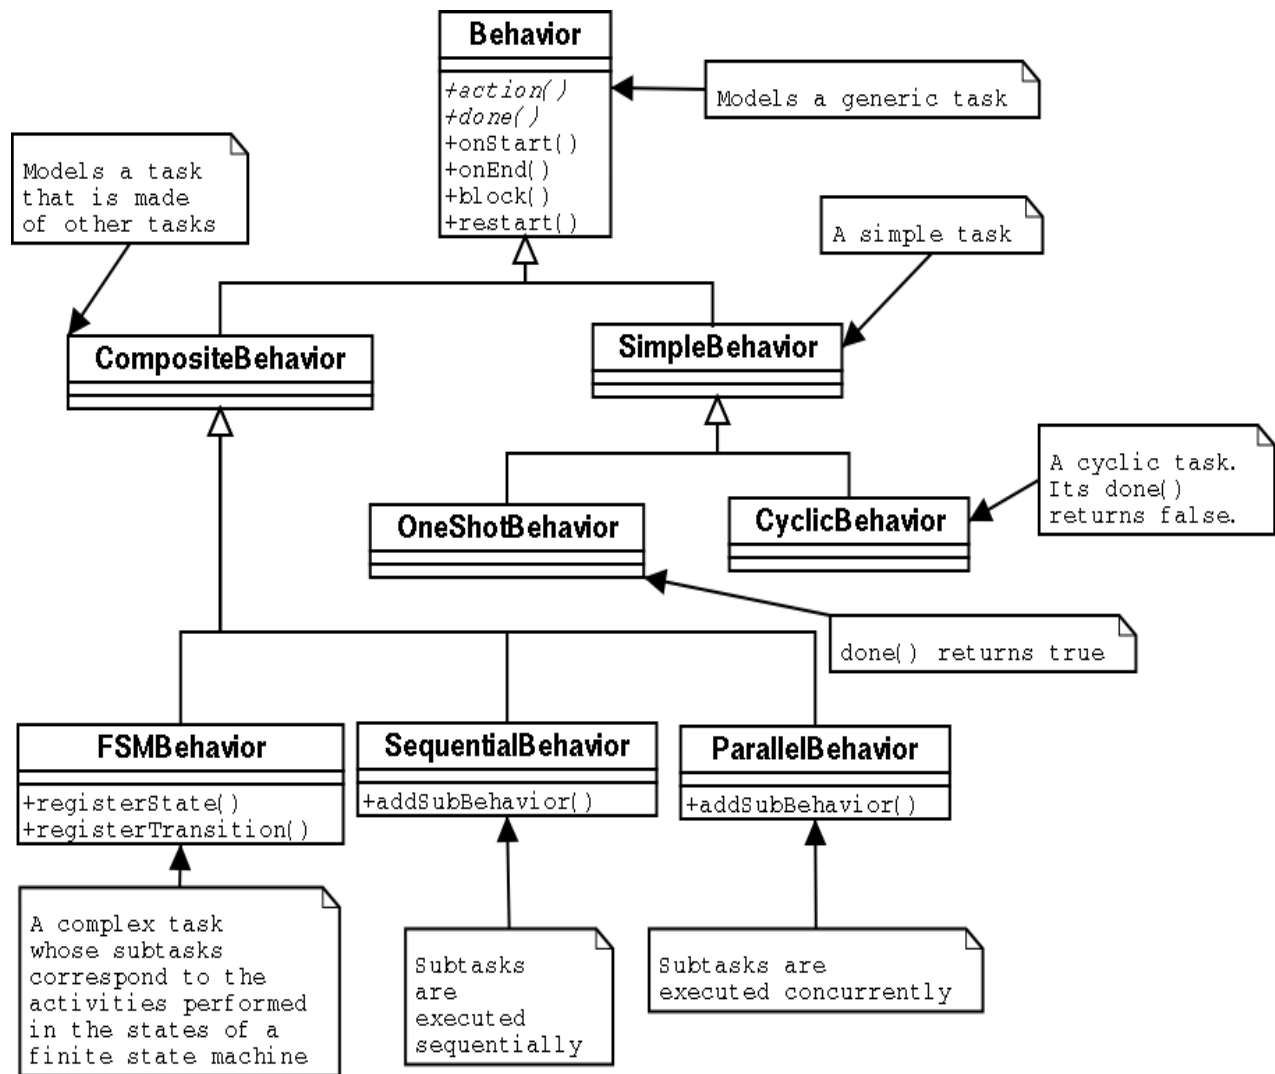 Behavior
+action()
+done()
+onStart()
+onEnd()
+block()
+restart()
Models a generic task
Models a task
that is made
of other tasks
A simple task
CompositeBehavior
SimpleBehavior
A cyclic task.
Its done()
returns false.
OneShotBehavior
CyclicBehavior
done() returns true
FSMBehavior
+registerState()
+registerTransition()
SequentialBehavior
+addSubBehavior()
ParallelBehavior
+addSubBehavior()
A complex task
whose subtasks
correspond to the
activities performed
in the states of a
finite state machine
Subtasks
are
executed
sequentially
Subtasks are
executed concurrently